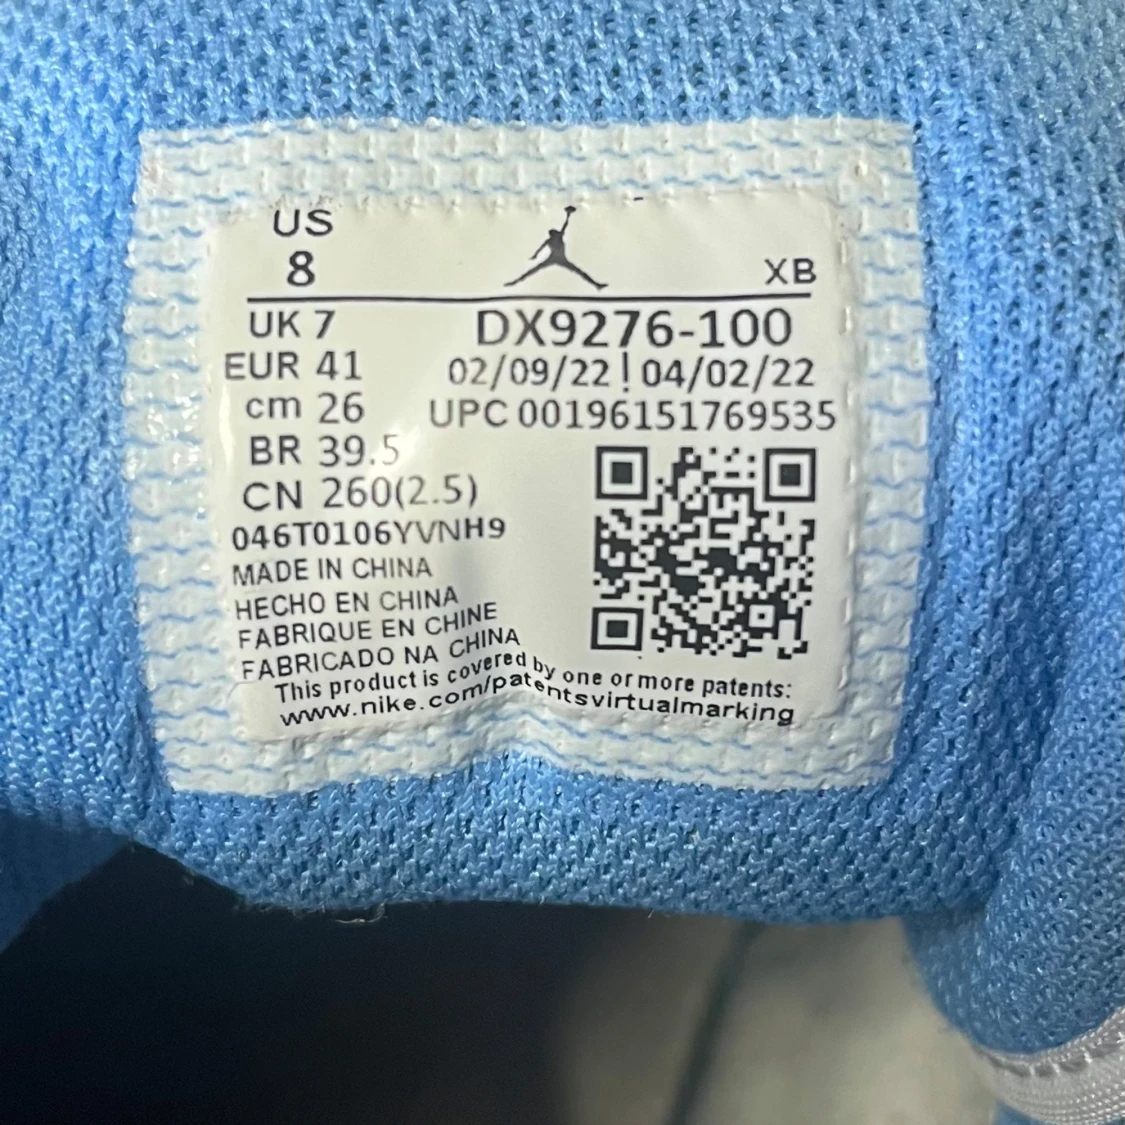 US
8
XB
UK 7
DX9276-100
EUR 41
02/09/22 | 04/02/22
cm 26
UPC 00196151769535
BR 39.5
CN 260(2.5)
046T0106YVNH9
MADE IN CHINA
HECHO EN CHINA
FABRIQUE EN CHINE
FABRICADO NA CHINA
This product is covered by one or more patents:
www.nike.com/patentsvirtualmarking